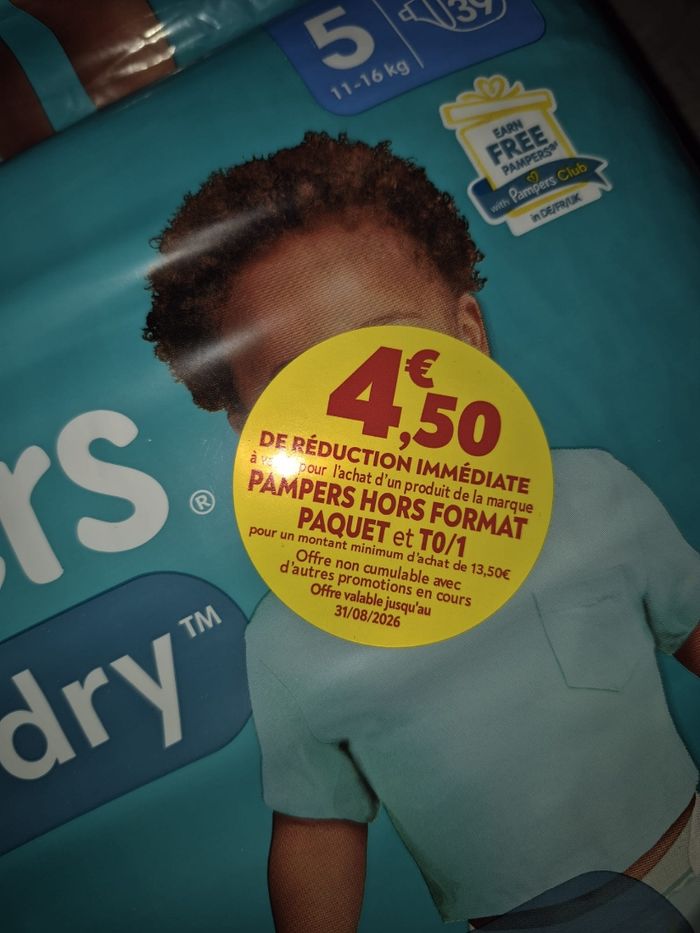 5
39
11-16 kg
EARN
FREE
PAMPERS
with Pampers Club
in DE/FR/UK
4,50€
DE RÉDUCTION IMMÉDIATE
à pour l'achat d'un produit de la marque
PAMPERS HORS FORMAT
PAQUET et T0/1
pour un montant minimum d'achat de 13,50€
Offre non cumulable avec
d'autres promotions en cours
Offre valable jusqu'au
31/08/2026
rs®
dry™